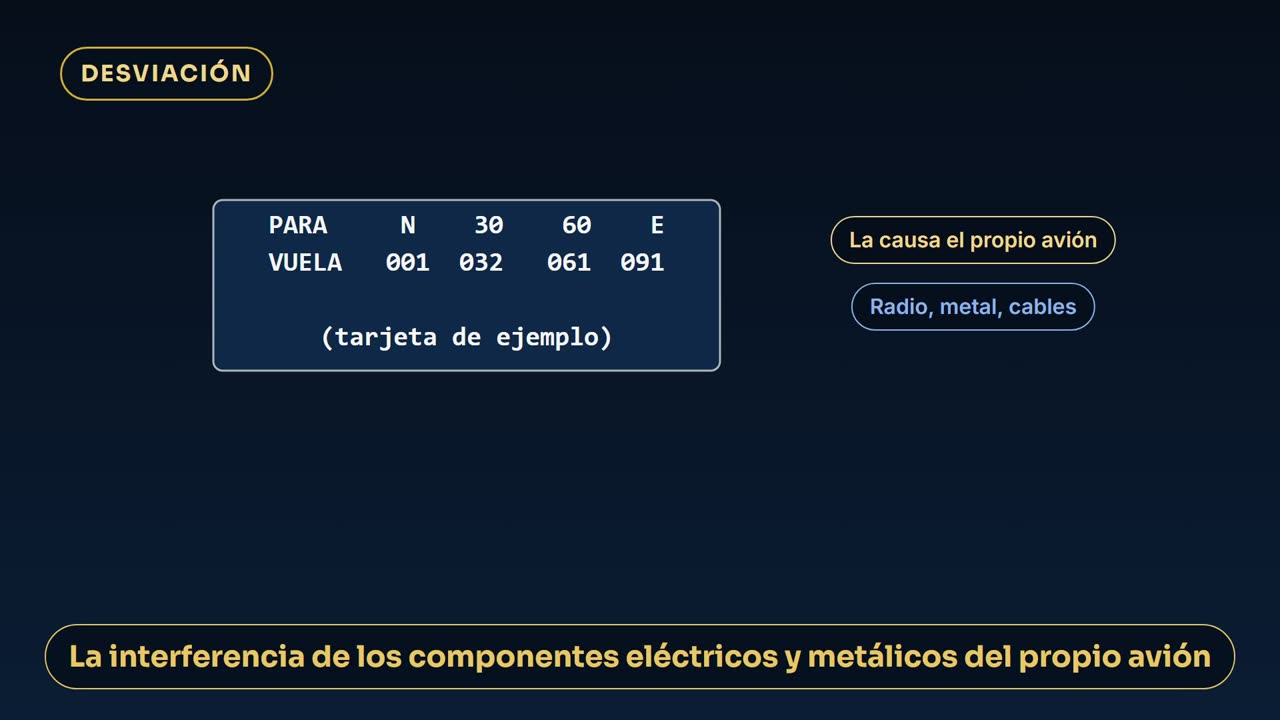 DESVIACIÓN
PARA N 30 60 E
VUELA 001 032 061 091
(tarjeta de ejemplo)
La causa el propio avión
Radio, metal, cables
La interferencia de los componentes eléctricos y metálicos del propio avión